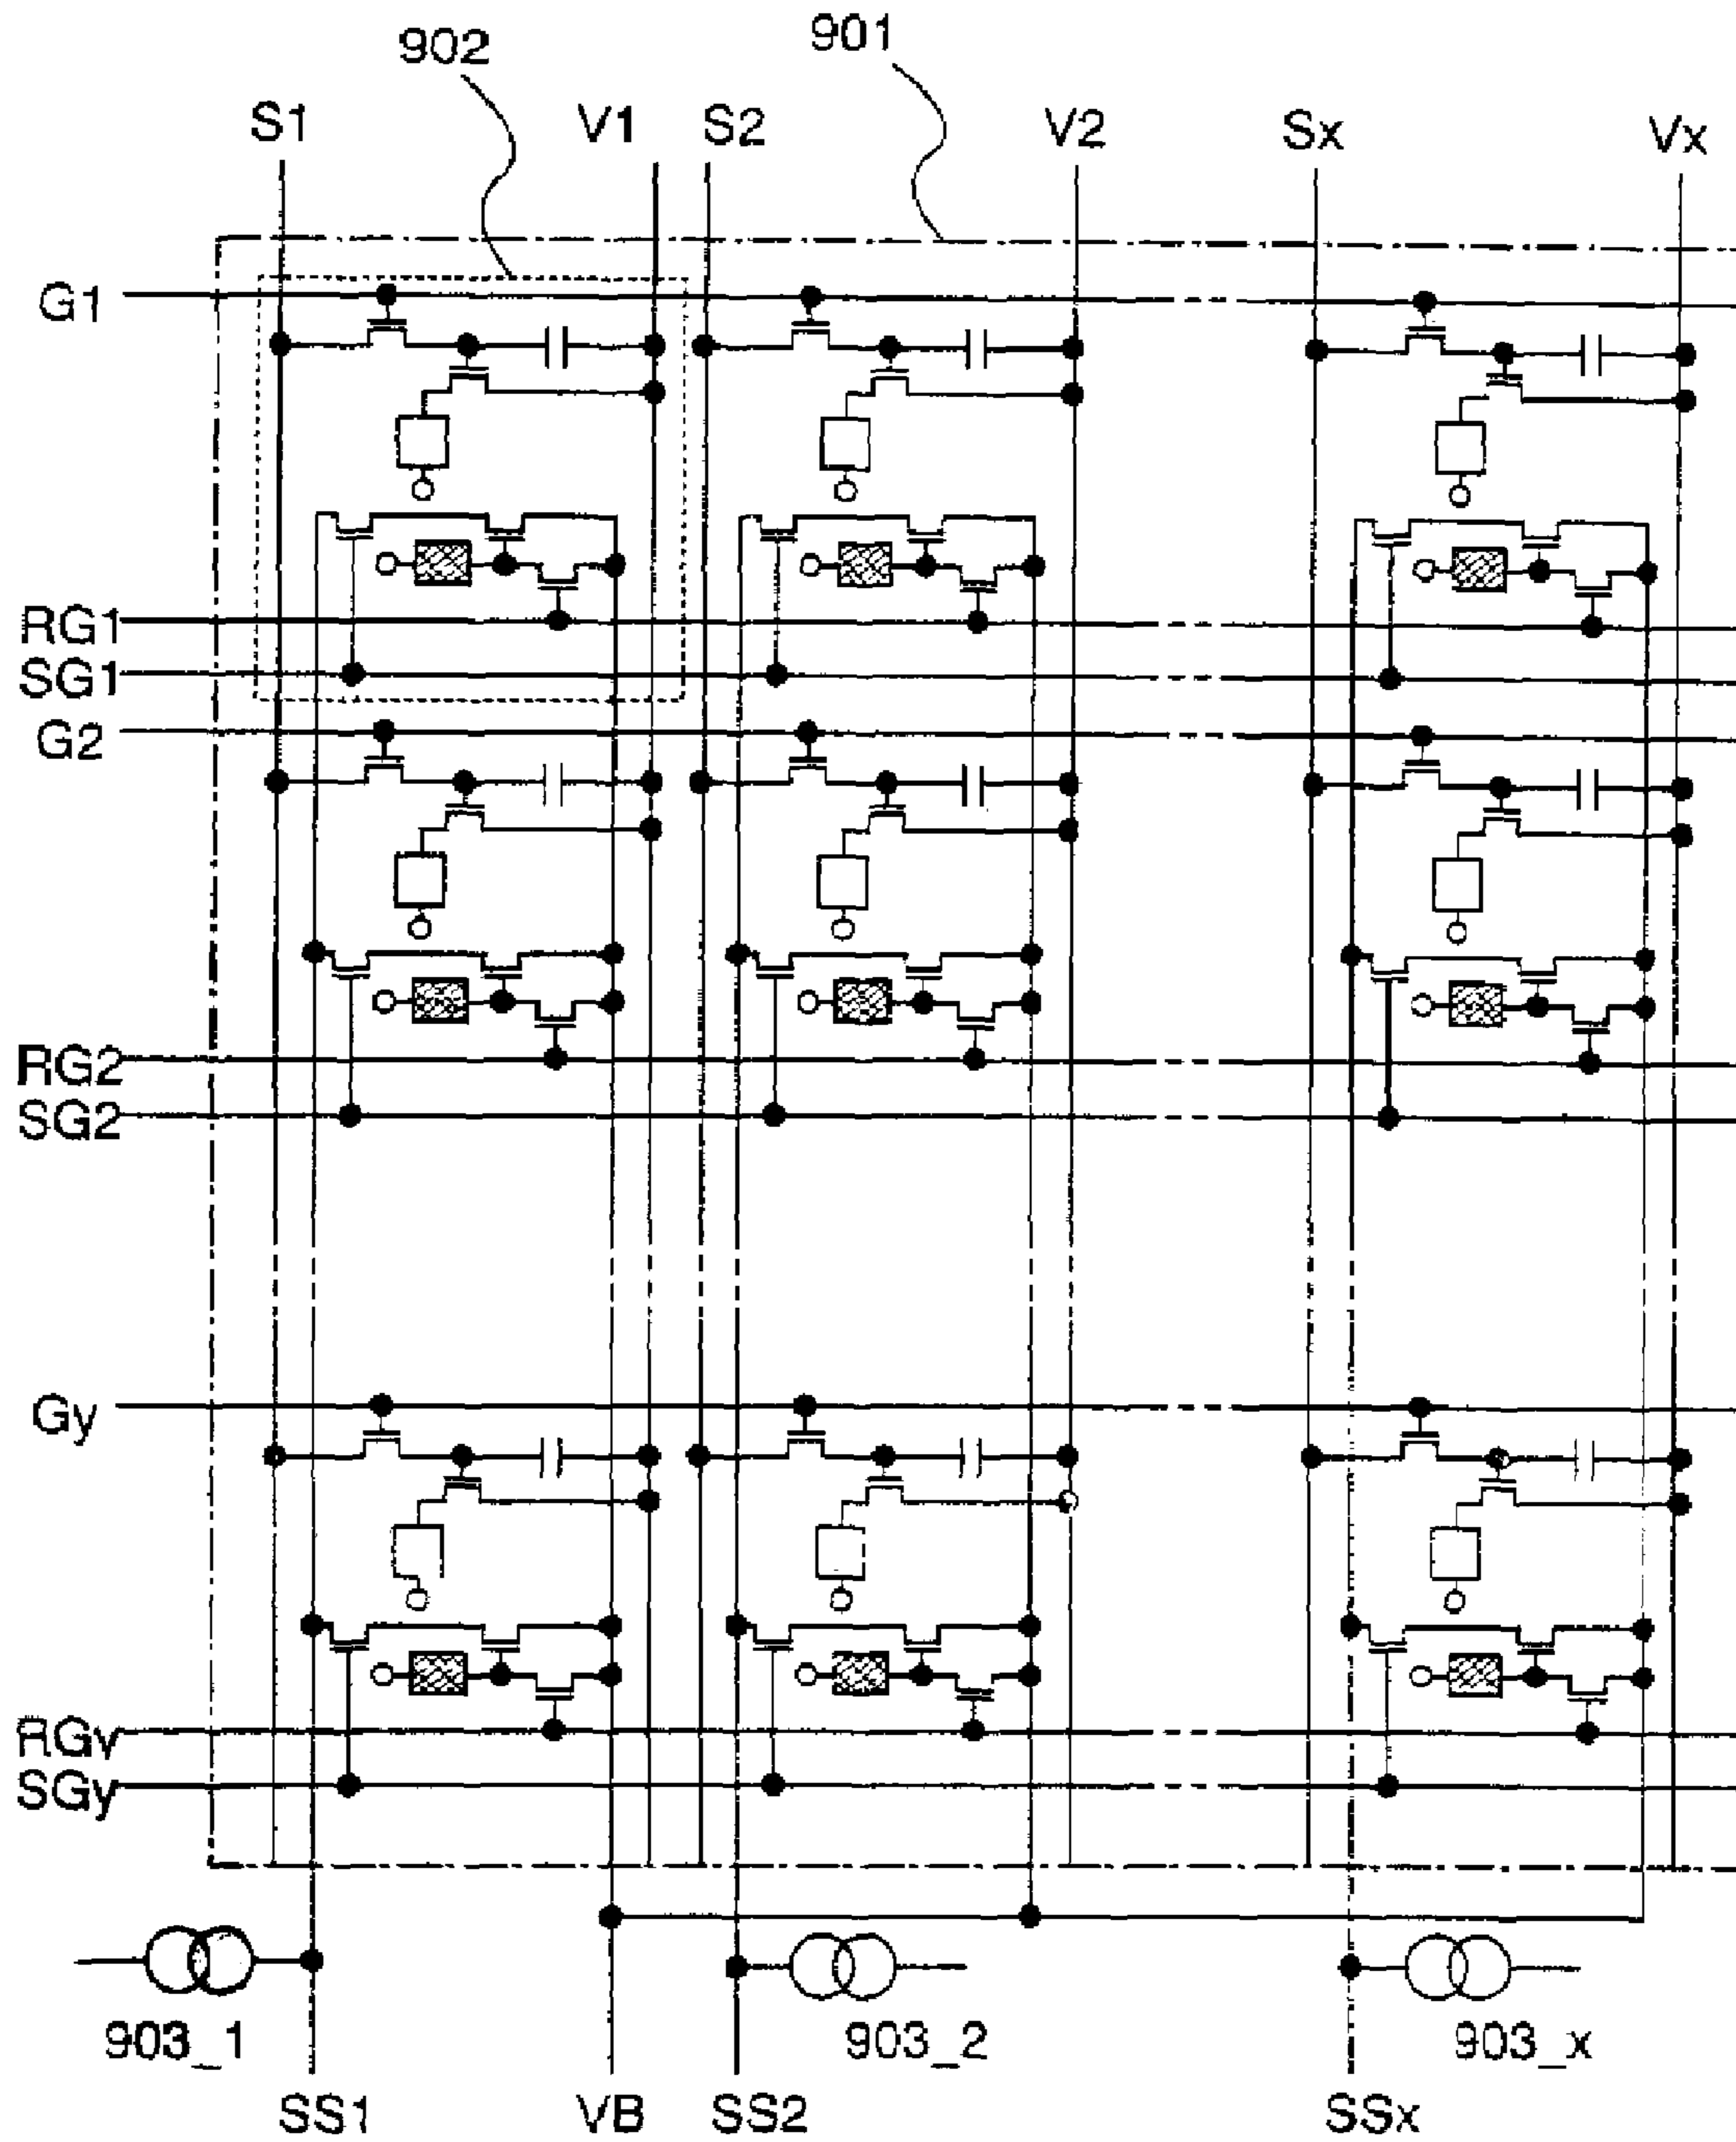 902
901
S1
V1
S2
V2
Sx
Vx
G1
RG1
SG1
G2
RG2
SG2
Gy
RGy
SGy
903_1
903_2
903_x
SS1
VB
SS2
SSx